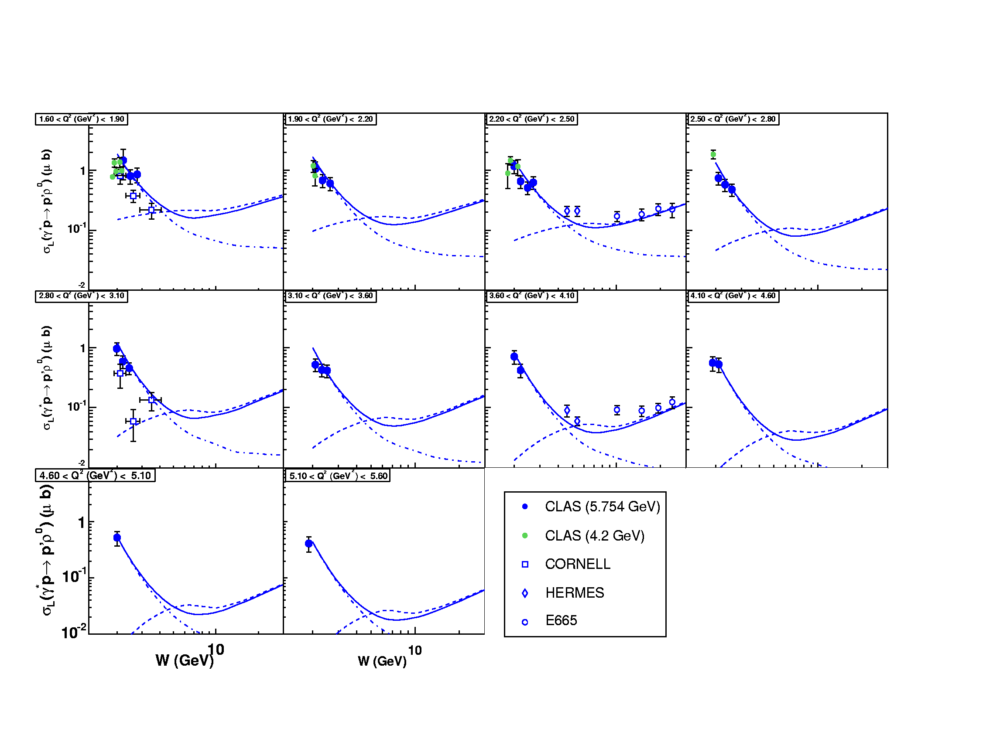 1.60 < Q² (GeV²) < 1.90
1.90 < Q² (GeV²) < 2.20
2.20 < Q² (GeV²) < 2.50
2.50 < Q² (GeV²) < 2.80
σL(γ*p→ p'ρ⁰) (μ b)
1
10⁻¹
-2
2.80 < Q² (GeV²) < 3.10
3.10 < Q² (GeV²) < 3.60
3.60 < Q² (GeV²) < 4.10
4.10 < Q² (GeV²) < 4.60
σL(γ*p→ p'ρ⁰) (μ b)
1
10⁻¹
-2
4.60 < Q² (GeV²) < 5.10
5.10 < Q² (GeV²) < 5.60
σL(γ*p→ p'ρ⁰) (μ b)
1
10⁻¹
10⁻²
10
W (GeV)
10
W (GeV)
CLAS (5.754 GeV)
CLAS (4.2 GeV)
CORNELL
HERMES
E665